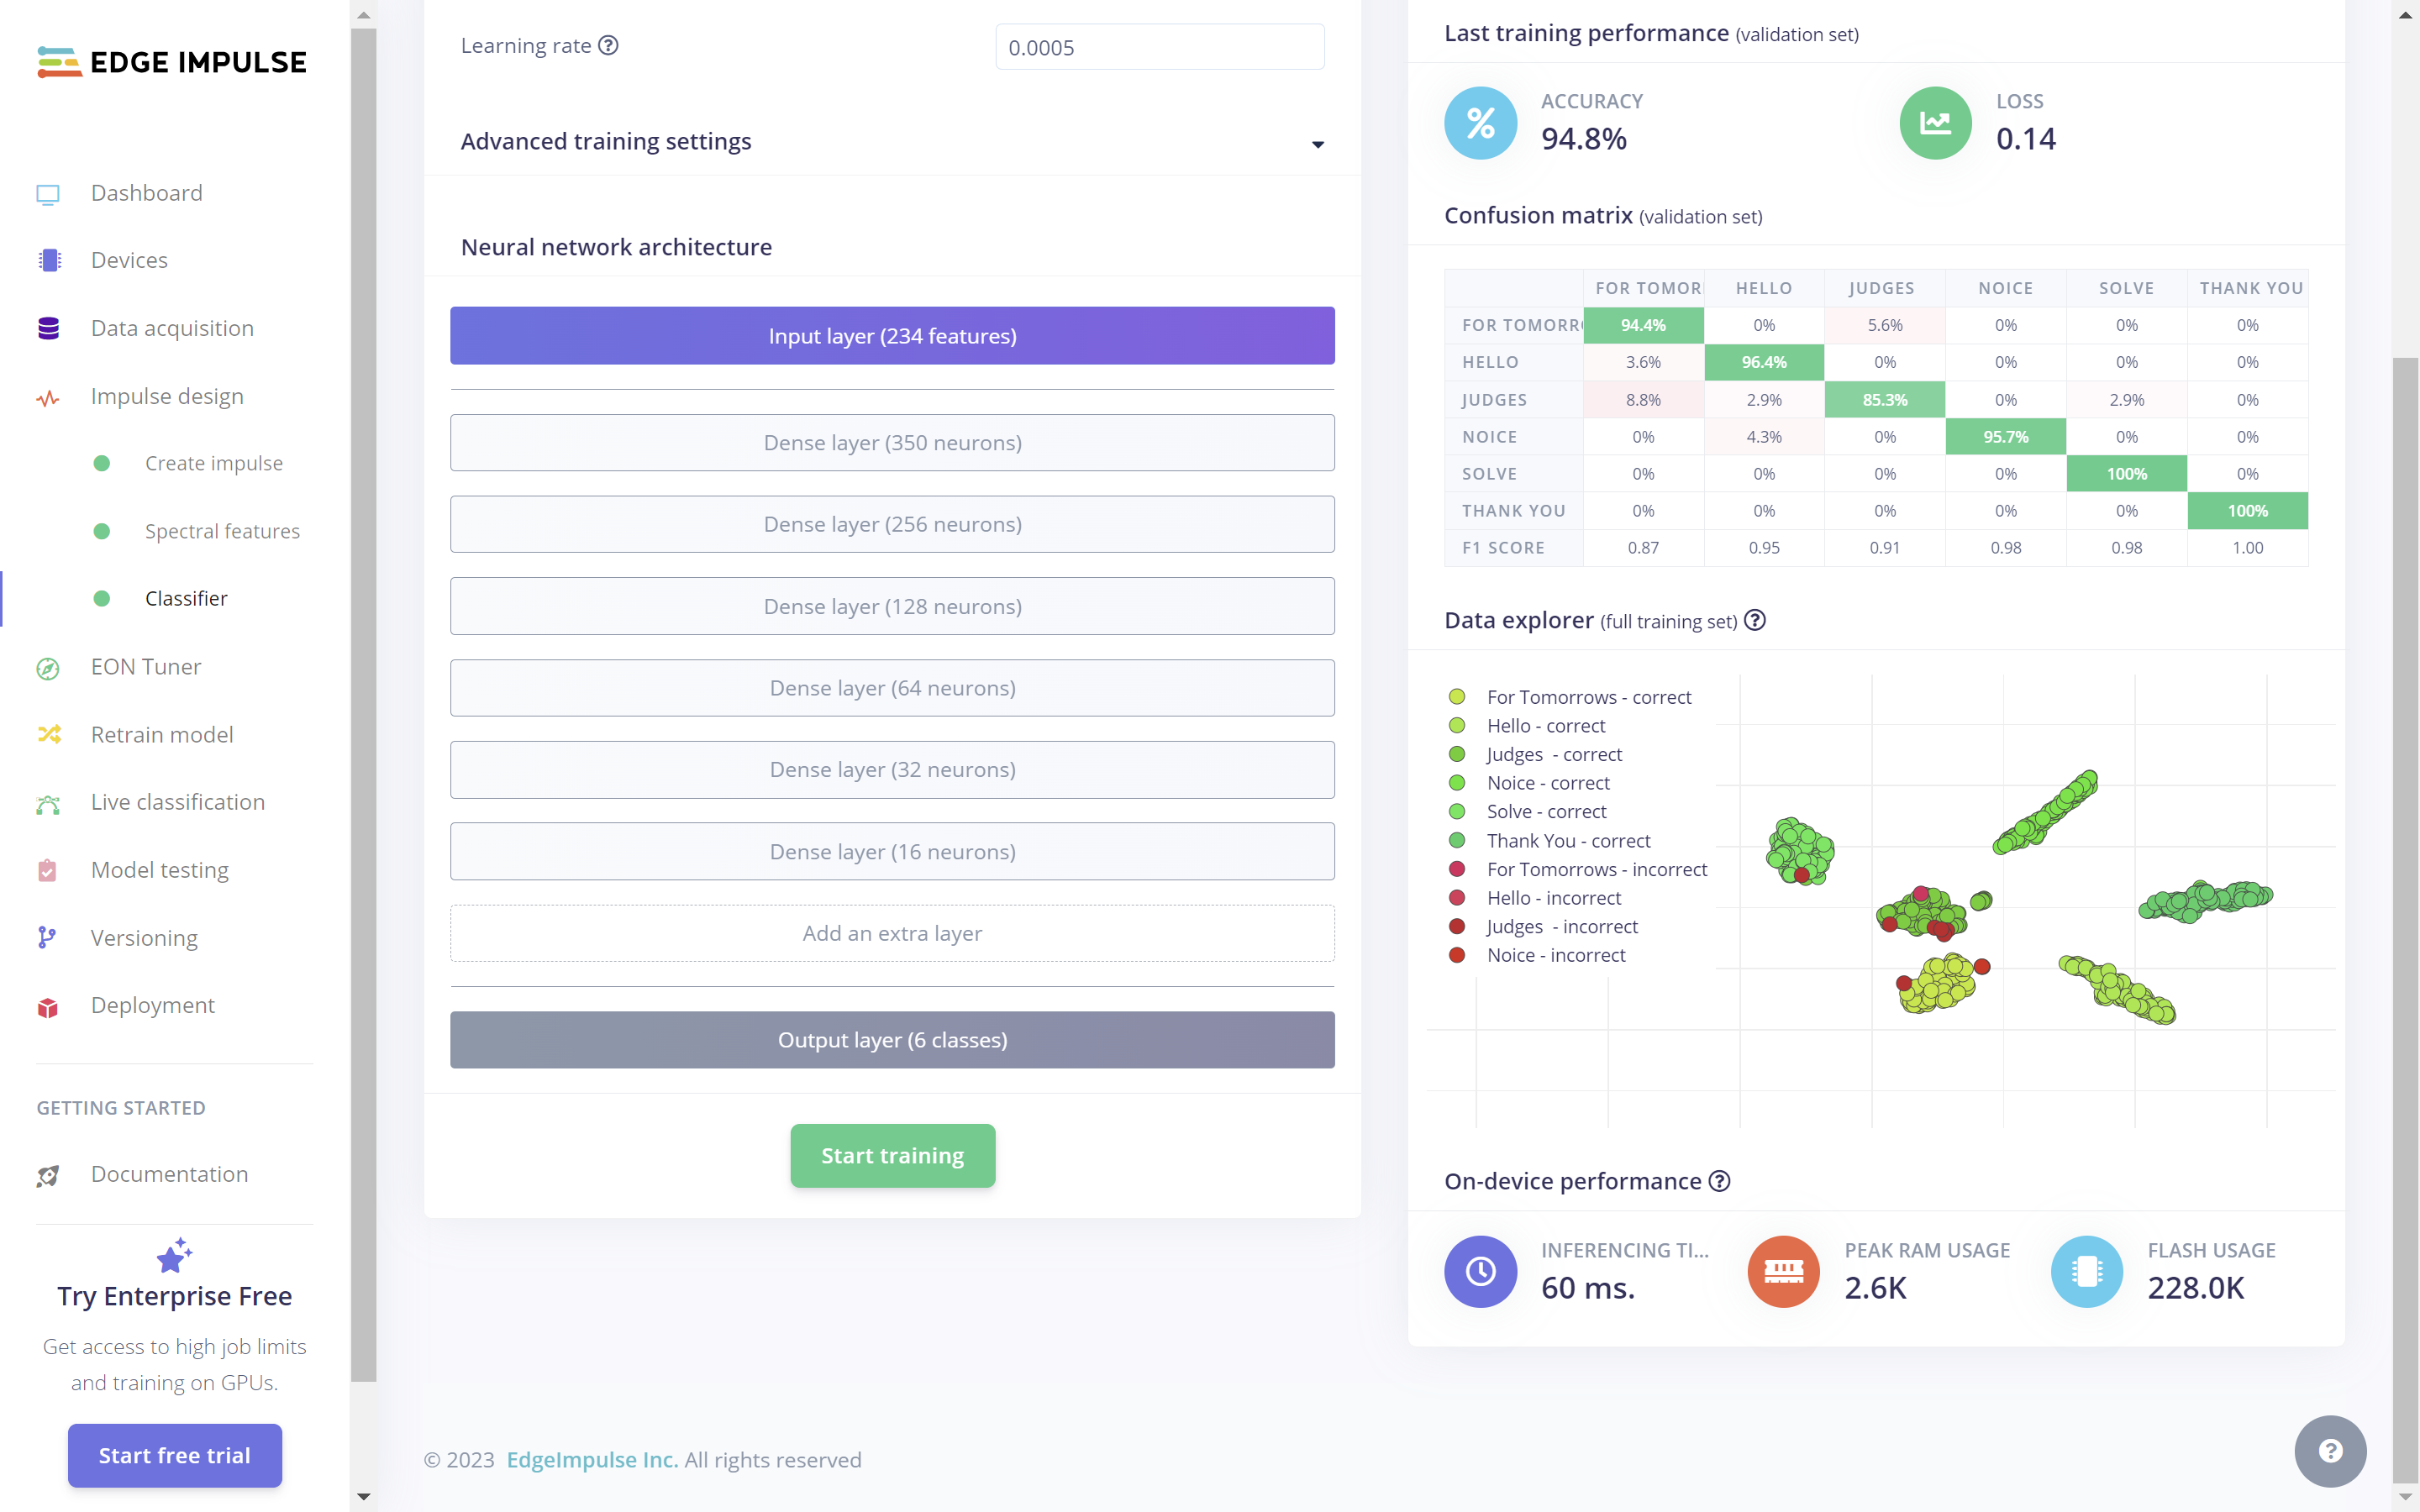 EDGE IMPULSE
Dashboard
Devices
Data acquisition
Impulse design
Create impulse
Spectral features
Classifier
EON Tuner
Retrain model
Live classification
Model testing
Versioning
Deployment
GETTING STARTED
Documentation
Try Enterprise Free
Get access to high job limits
and training on GPUs.
Start free trial
Learning rate ?
0.0005
Advanced training settings
Neural network architecture
Input layer (234 features)
Dense layer (350 neurons)
Dense layer (256 neurons)
Dense layer (128 neurons)
Dense layer (64 neurons)
Dense layer (32 neurons)
Dense layer (16 neurons)
Add an extra layer
Output layer (6 classes)
Start training
© 2023 EdgeImpulse Inc. All rights reserved
Last training performance (validation set)
%
ACCURACY
94.8%
LOSS
0.14
Confusion matrix (validation set)
FOR TOMOR HELLO JUDGES NOICE SOLVE THANK YOU
FOR TOMORR 94.4% 0% 5.6% 0% 0% 0%
HELLO 3.6% 96.4% 0% 0% 0% 0%
JUDGES 8.8% 2.9% 85.3% 0% 2.9% 0%
NOICE 0% 4.3% 0% 95.7% 0% 0%
SOLVE 0% 0% 0% 0% 100% 0%
THANK YOU 0% 0% 0% 0% 0% 100%
F1 SCORE 0.87 0.95 0.91 0.98 0.98 1.00
Data explorer (full training set) ?
For Tomorrows - correct
Hello - correct
Judges - correct
Noice - correct
Solve - correct
Thank You - correct
For Tomorrows - incorrect
Hello - incorrect
Judges - incorrect
Noice - incorrect
On-device performance ?
INFERENCING TI...
60 ms.
PEAK RAM USAGE
2.6K
FLASH USAGE
228.0K
?